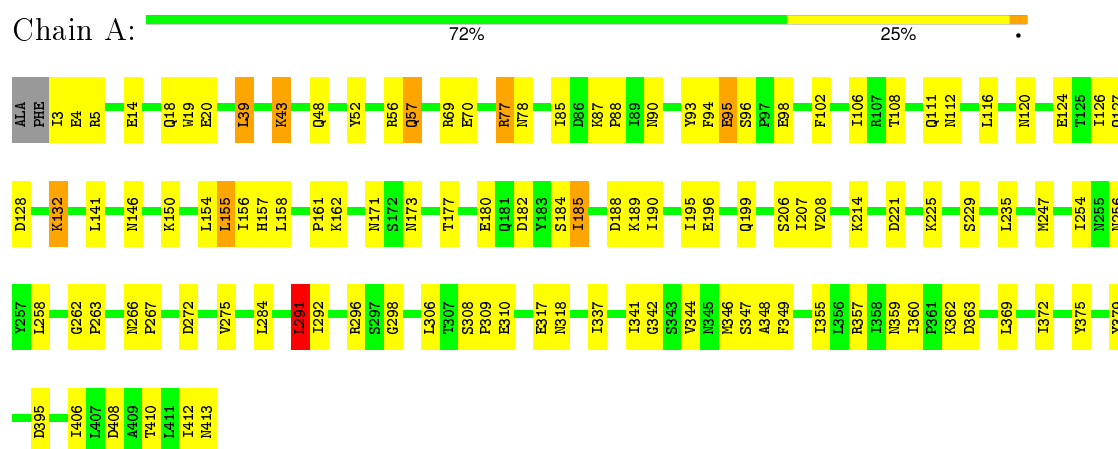 Chain A:
72% 25% •
ALA PHE I3 E4 R5 E14 Q18 W19 E20 L39 K43 Q48 Y52 R56 Q57 R69 E70 R77 N78 I85 D86 K87 P88 I89 N90 Y93 F94 E95 S96 P97 E98 F102 I106 R107 T108 Q111 N112 L116 N120 E124 T125 I126 Q127
D128 K132 L141 N146 K150 L154 L155 I156 H157 L158 P161 K162 N171 S172 N173 T177 E180 Q181 D182 Y183 S184 I185 D188 K189 I190 I195 E196 Q199 S206 I207 V208 K214 D221 K225 S229 L235 M247 I254 N255 N256
Y257 L258 G262 P263 N266 P267 D272 V275 L284 L291 I292 R296 S297 Q298 L306 T307 S308 P309 E310 E317 N318 I337 I341 G342 S343 V344 N345 M346 S347 A348 F349 I355 L356 R357 I358 N359 I360 P361 K362 D363 L369 I372 Y375
D395 I406 L407 D408 A409 T410 L411 I412 N413